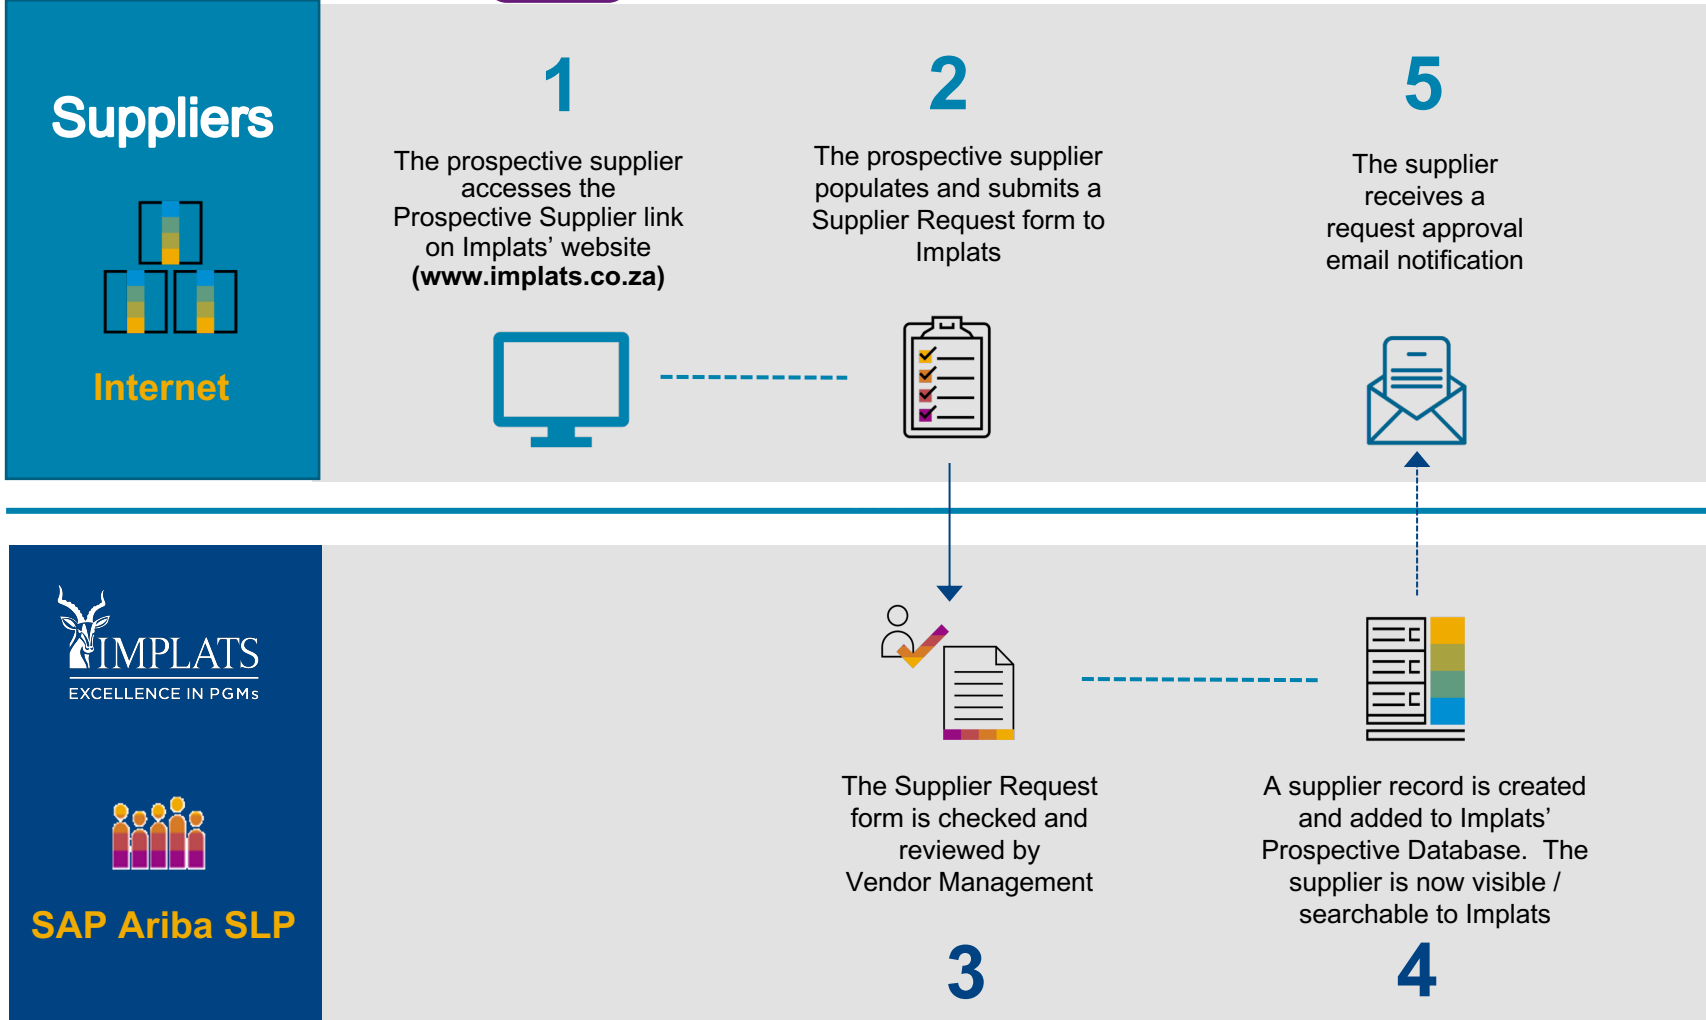 Suppliers
Internet
1
The prospective supplier
accesses the
Prospective Supplier link
on Implats’ website
(www.implats.co.za)
2
The prospective supplier
populates and submits a
Supplier Request form to
Implats
5
The supplier
receives a
request approval
email notification
IMPLATS
EXCELLENCE IN PGMs
SAP Ariba SLP
The Supplier Request
form is checked and
reviewed by
Vendor Management
3
A supplier record is created
and added to Implats’
Prospective Database.  The
supplier is now visible /
searchable to Implats
4